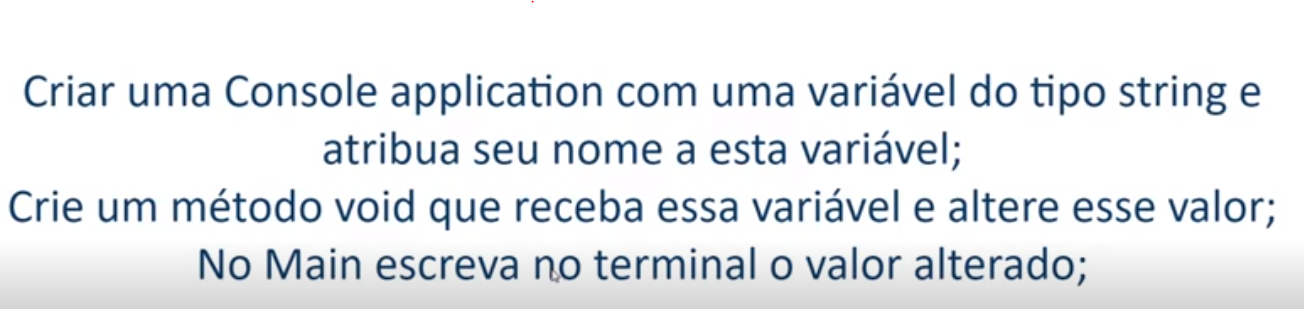 Criar uma Console application com uma variável do tipo string e
atribua seu nome a esta variável;
Crie um método void que receba essa variável e altere esse valor;
No Main escreva no terminal o valor alterado;